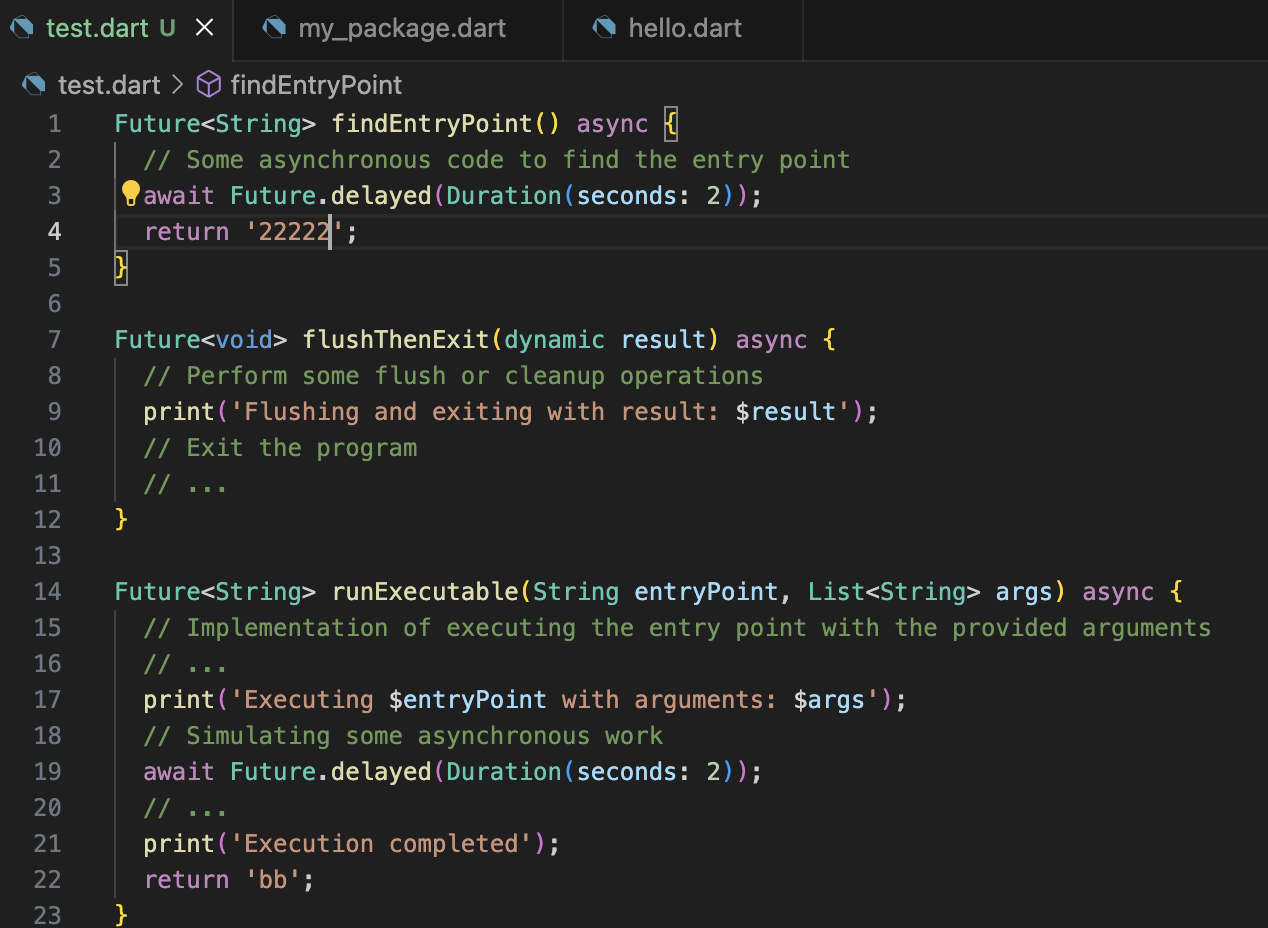 test.dart U
my_package.dart
hello.dart
test.dart > findEntryPoint
1 Future<String> findEntryPoint() async {
2 // Some asynchronous code to find the entry point
3 await Future.delayed(Duration(seconds: 2));
4 return '22222';
5 }
6
7 Future<void> flushThenExit(dynamic result) async {
8 // Perform some flush or cleanup operations
9 print('Flushing and exiting with result: $result');
10 // Exit the program
11 // ...
12 }
13
14 Future<String> runExecutable(String entryPoint, List<String> args) async {
15 // Implementation of executing the entry point with the provided arguments
16 // ...
17 print('Executing $entryPoint with arguments: $args');
18 // Simulating some asynchronous work
19 await Future.delayed(Duration(seconds: 2));
20 // ...
21 print('Execution completed');
22 return 'bb';
23 }